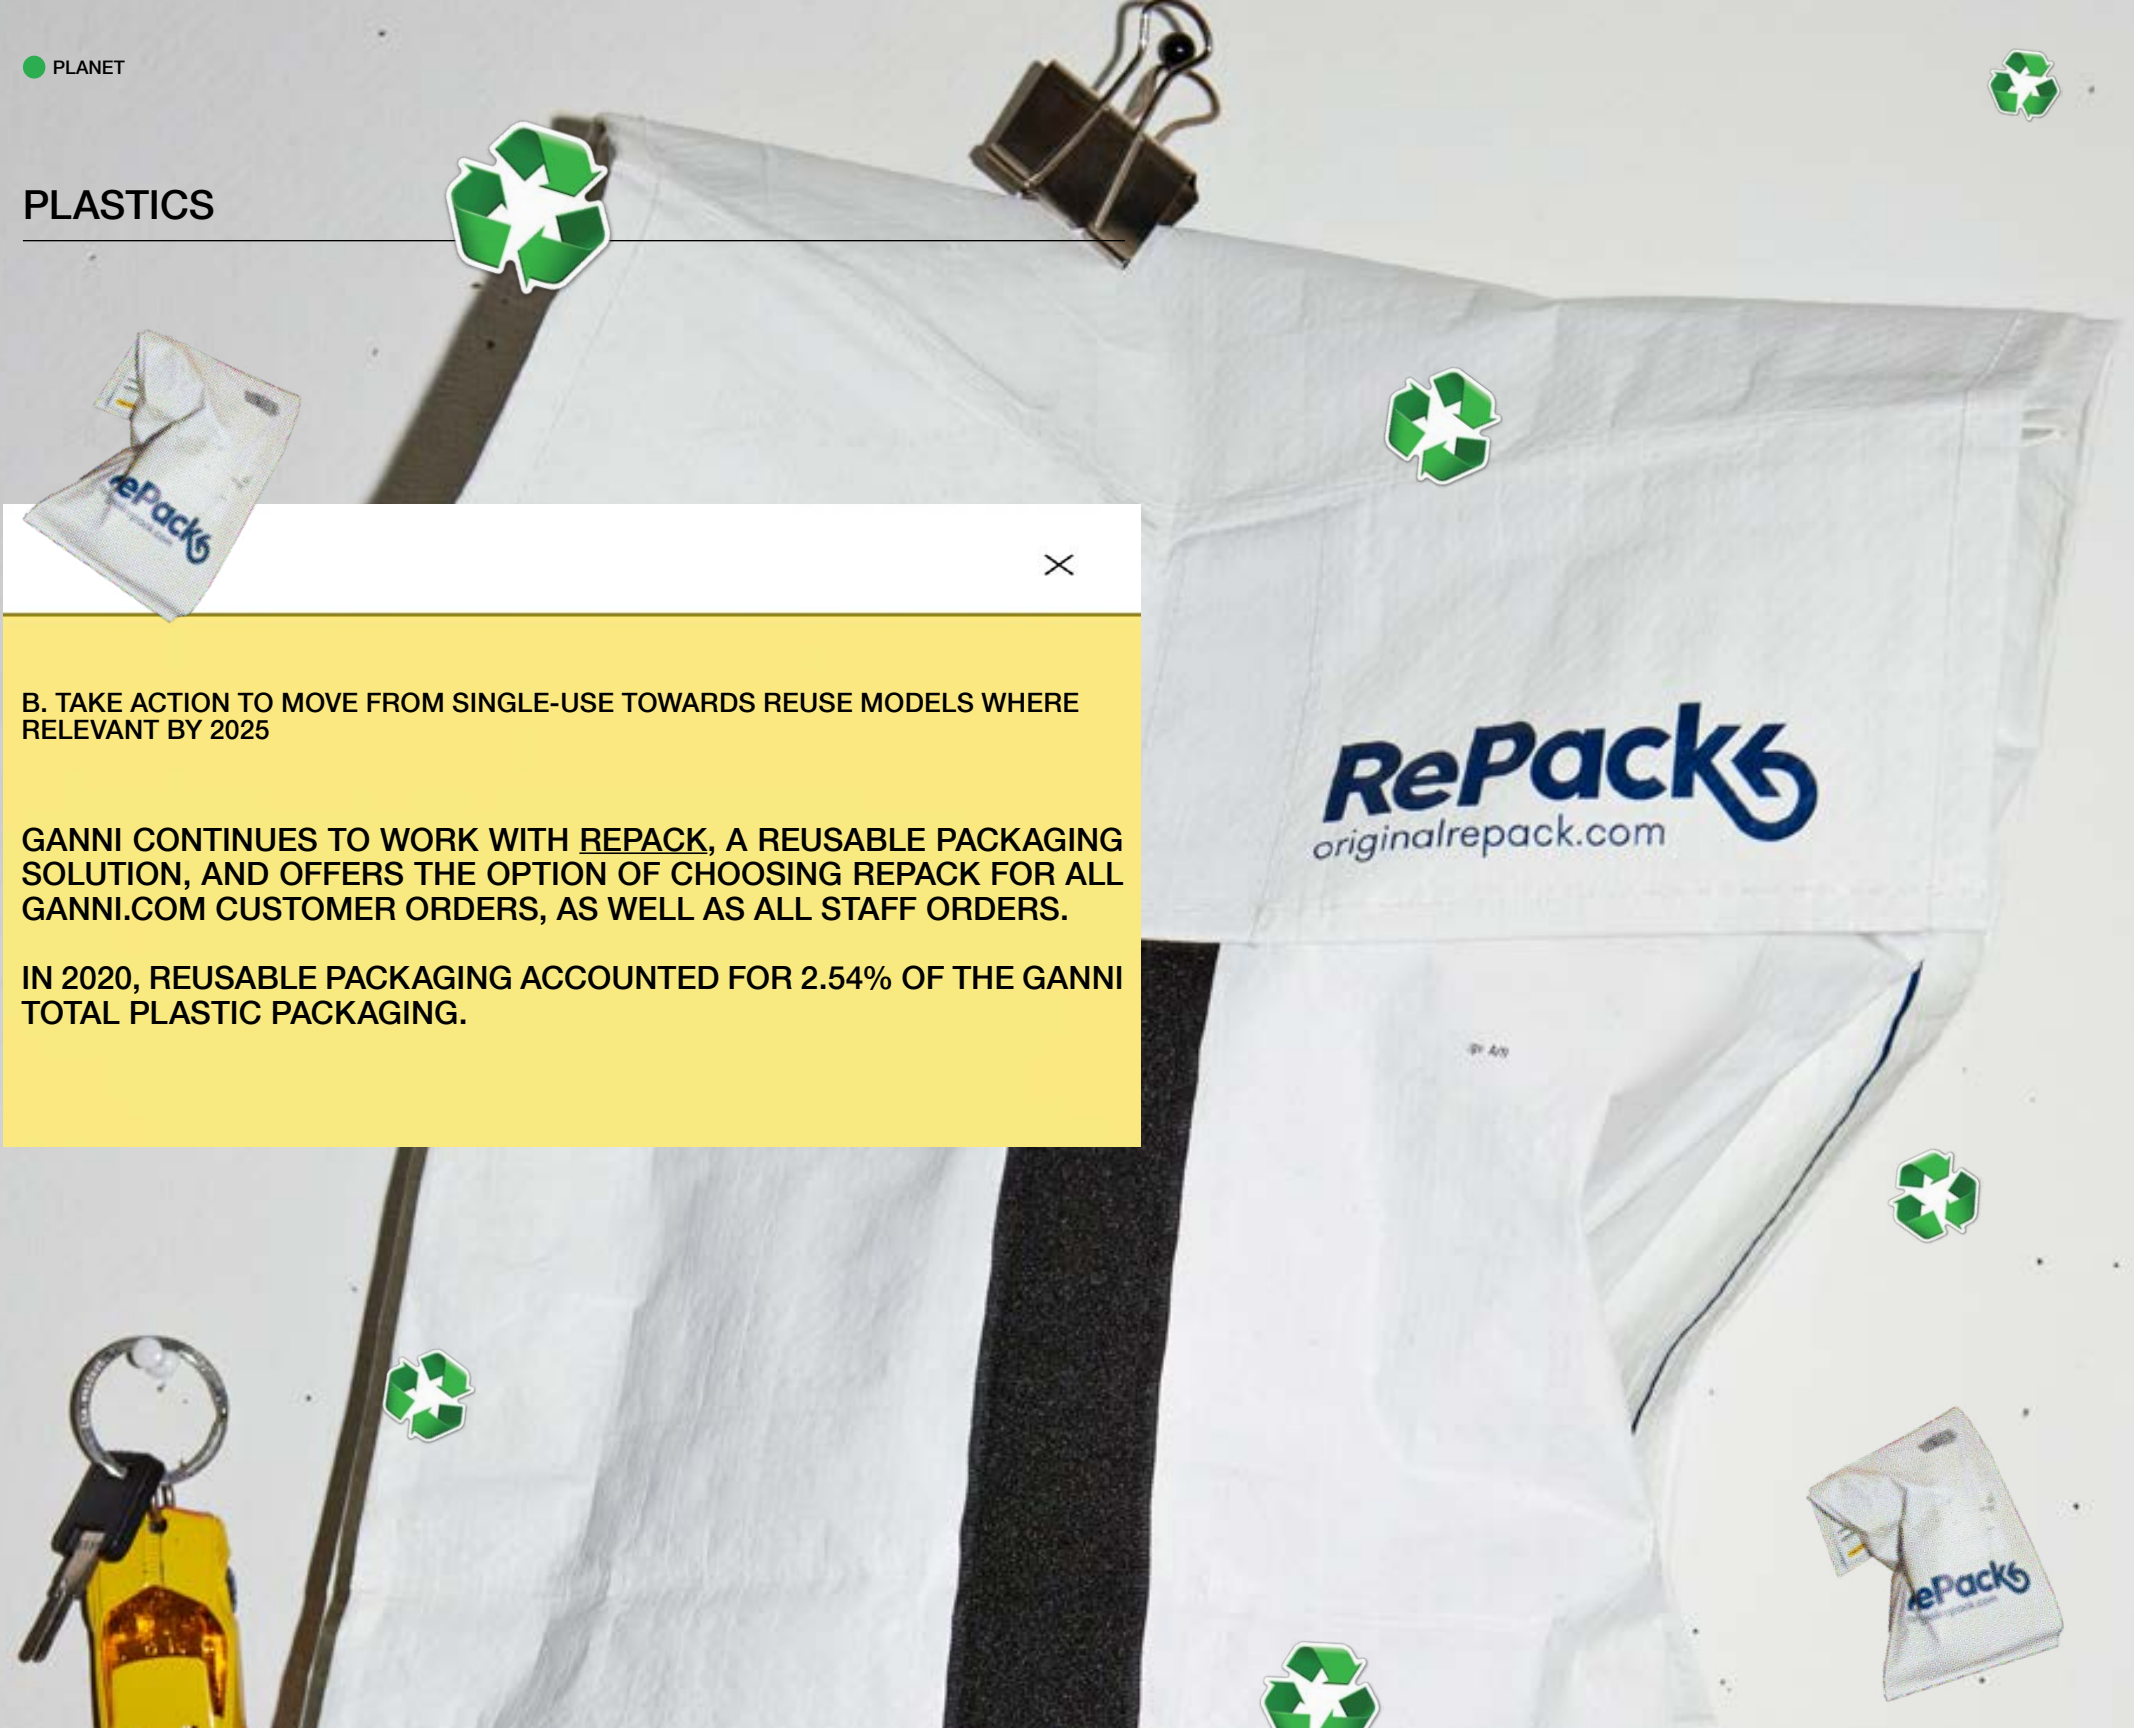 PLANET
PLASTICS
ePack
B. TAKE ACTION TO MOVE FROM SINGLE-USE TOWARDS REUSE MODELS WHERE
RELEVANT BY 2025
GANNI CONTINUES TO WORK WITH REPACK, A REUSABLE PACKAGING
SOLUTION, AND OFFERS THE OPTION OF CHOOSING REPACK FOR ALL
GANNI.COM CUSTOMER ORDERS, AS WELL AS ALL STAFF ORDERS.
IN 2020, REUSABLE PACKAGING ACCOUNTED FOR 2.54% OF THE GANNI
TOTAL PLASTIC PACKAGING.
RePack
originalrepack.com
ePack